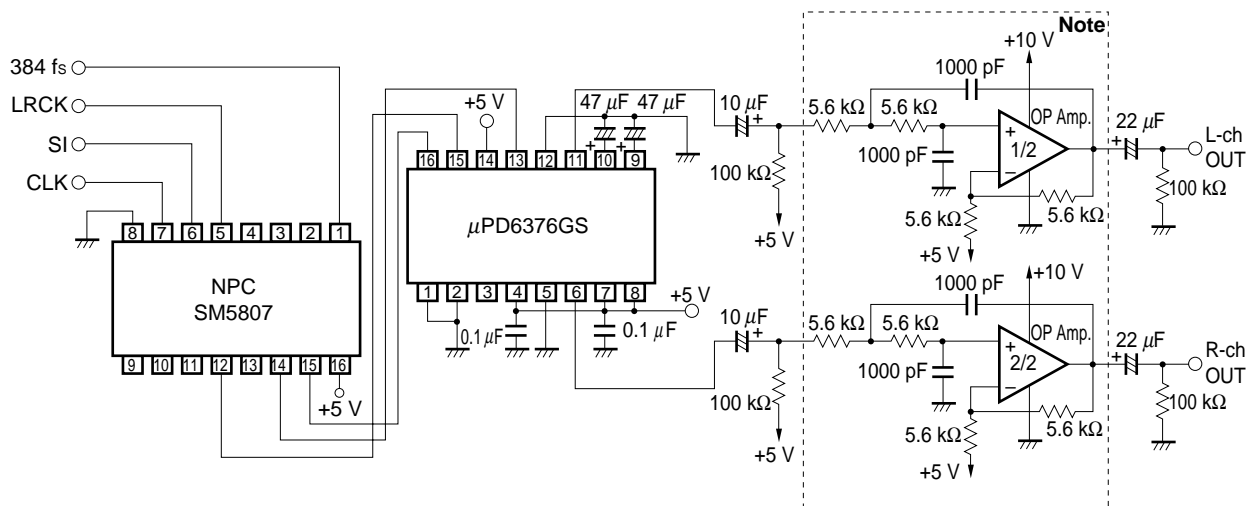 Note
384 fs
LRCK
SI
CLK
8 7 6 5 4 3 2 1
NPC
SM5807
9 10 11 12 13 14 15 16
+5 V
+5 V
47 µF 47 µF
16 15 14 13 12 11 10 9
+ +
µPD6376GS
1 2 3 4 5 6 7 8
0.1 µF
0.1 µF
+5 V
10 µF
+
100 kΩ
+5 V
5.6 kΩ
5.6 kΩ
1000 pF
1000 pF
+10 V
OP Amp.
+
1/2
−
5.6 kΩ
5.6 kΩ
+5 V
22 µF
+
100 kΩ
L-ch
OUT
10 µF
+
100 kΩ
+5 V
5.6 kΩ
5.6 kΩ
1000 pF
1000 pF
+10 V
OP Amp.
+
2/2
−
5.6 kΩ
5.6 kΩ
+5 V
22 µF
+
100 kΩ
R-ch
OUT